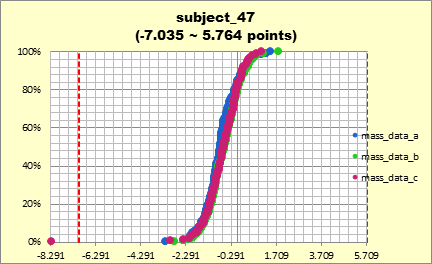 subject_47
(-7.035 ~ 5.764 points)
100%
80%
60%
40%
20%
0%
mass_data_a
mass_data_b
mass_data_c
-8.291 -6.291 -4.291 -2.291 -0.291 1.709 3.709 5.709